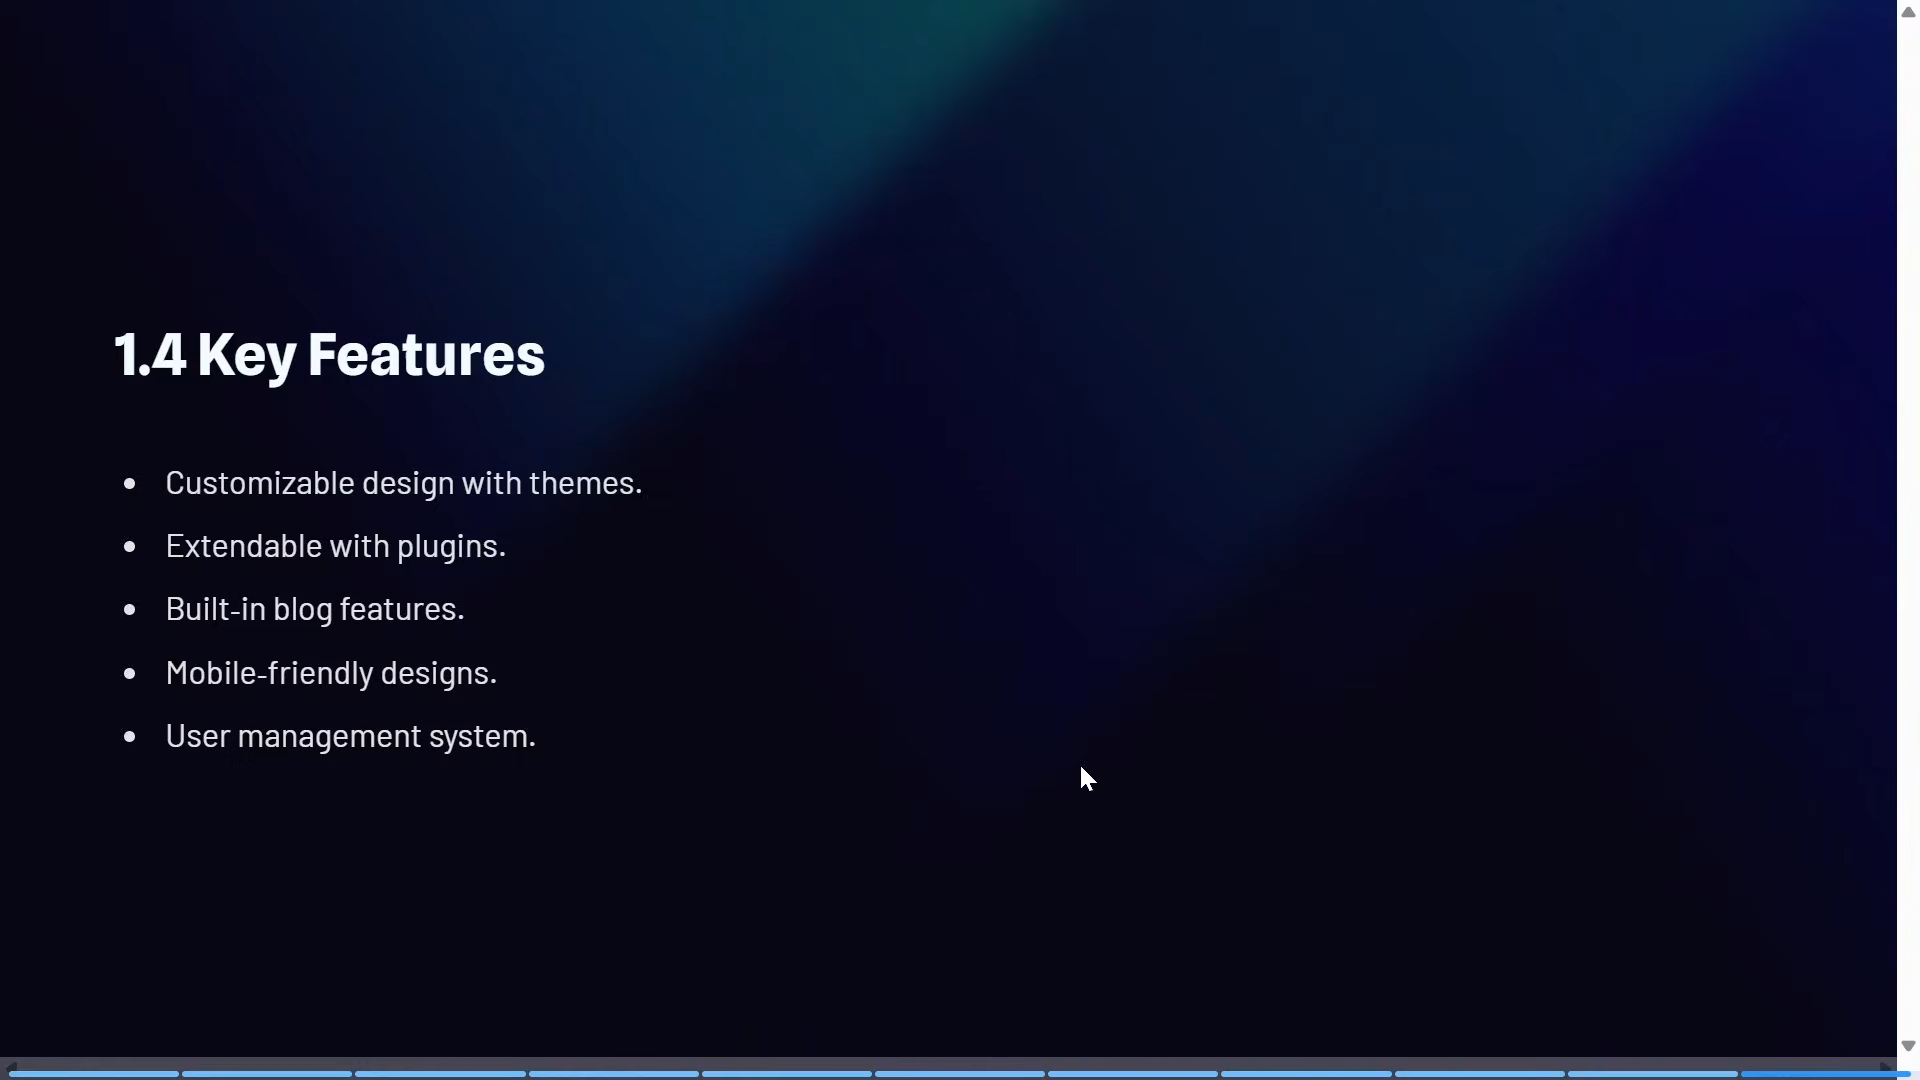 1.4 Key Features
• Customizable design with themes.
• Extendable with plugins.
• Built-in blog features.
• Mobile-friendly designs.
• User management system.